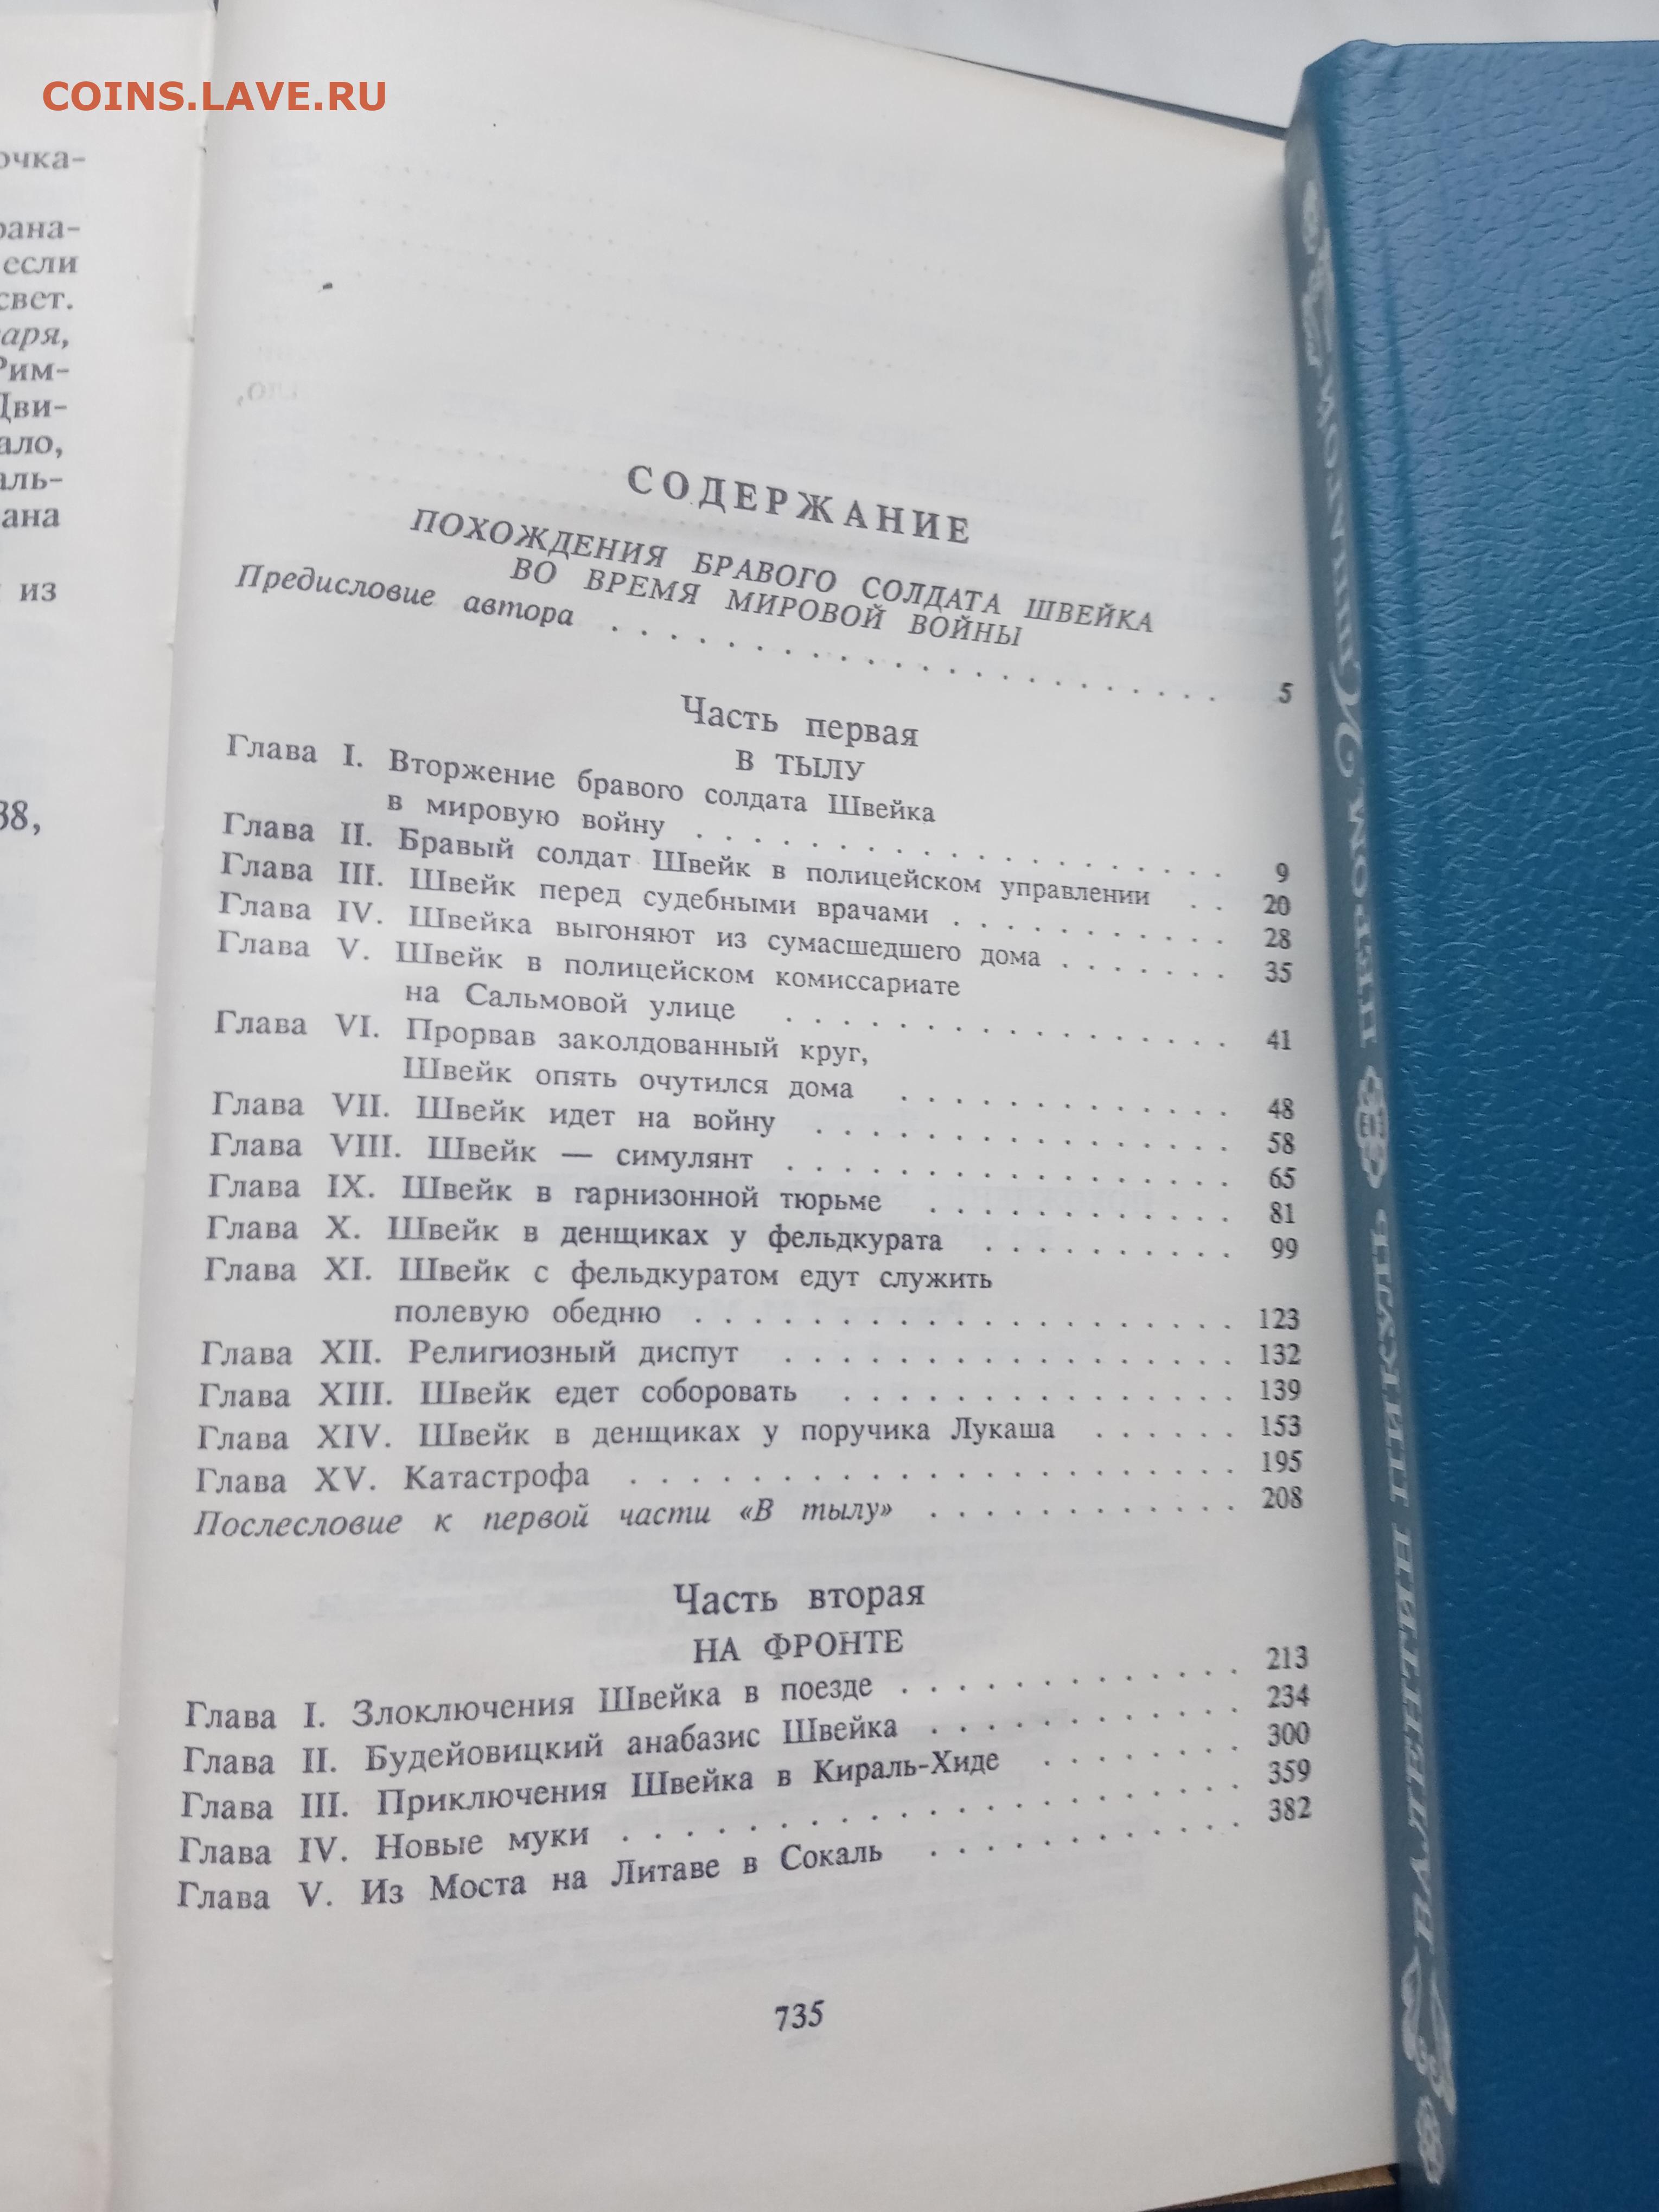 COINS.LAVE.RU
если
свет.
из
СОДЕРЖАНИЕ
ПОХОЖДЕНИЯ БРАВОГО СОЛДАТА ШВЕЙКА
ВО ВРЕМЯ МИРОВОЙ ВОЙНЫ
Предисловие автора . . . . . . . . . . . . . . . . . . . . . . 5
Часть первая
В ТЫЛУ
Глава I. Вторжение бравого солдата Швейка
в мировую войну . . . . . . . . . . . . . . . . . . . 9
Глава II. Бравый солдат Швейк в полицейском управлении . . 20
Глава III. Швейк перед судебными врачами . . . . . . . . . . 28
Глава IV. Швейка выгоняют из сумасшедшего дома . . . . . . . 35
Глава V. Швейк в полицейском комиссариате
на Сальмовой улице . . . . . . . . . . . . . . . . 41
Глава VI. Прорвав заколдованный круг,
Швейк опять очутился дома . . . . . . . . . . . . 48
Глава VII. Швейк идет на войну . . . . . . . . . . . . . . . 58
Глава VIII. Швейк — симулянт . . . . . . . . . . . . . . . . 65
Глава IX. Швейк в гарнизонной тюрьме . . . . . . . . . . . 81
Глава X. Швейк в денщиках у фельдкурата . . . . . . . . . 99
Глава XI. Швейк с фельдкуратом едут служить
полевую обедню . . . . . . . . . . . . . . . . . . . 123
Глава XII. Религиозный диспут . . . . . . . . . . . . . . . . 132
Глава XIII. Швейк едет соборовать . . . . . . . . . . . . . . 139
Глава XIV. Швейк в денщиках у поручика Лукаша . . . . . . 153
Глава XV. Катастрофа . . . . . . . . . . . . . . . . . . . . 195
Послесловие к первой части «В тылу» . . . . . . . . . . . 208
Часть вторая
НА ФРОНТЕ
Глава I. Злоключения Швейка в поезде . . . . . . . . . . . . 213
Глава II. Будейовицкий анабазис Швейка . . . . . . . . . . . 234
Глава III. Приключения Швейка в Кираль-Хиде . . . . . . . . 300
Глава IV. Новые муки . . . . . . . . . . . . . . . . . . . . 359
Глава V. Из Моста на Литаве в Сокаль . . . . . . . . . . . 382
735
ВАЛЕНТИН ПИКУЛЬ